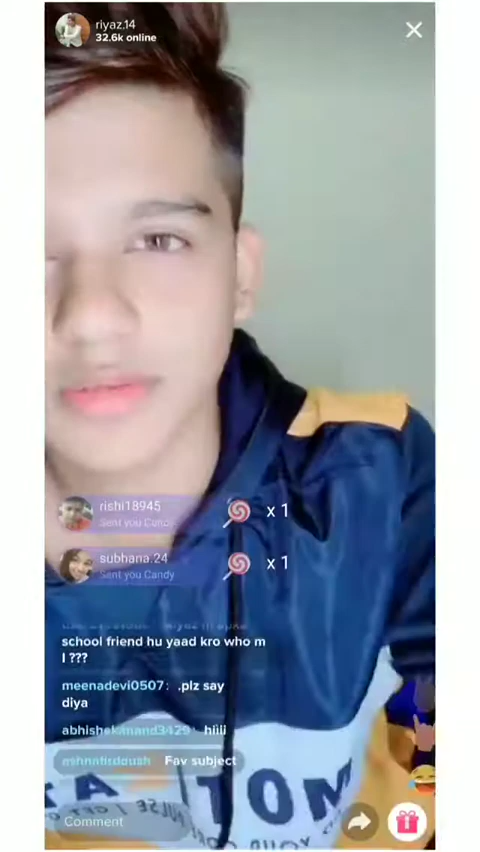 riyaz.14
32.6k online
rishi18945
Sent you Candy
x 1
subhana.24
Sent you Candy
x 1
school friend hu yaad kro who m
I ???
meenadevi0507: .plz say
diya
hiiii
Fav subject
TOM
Comment